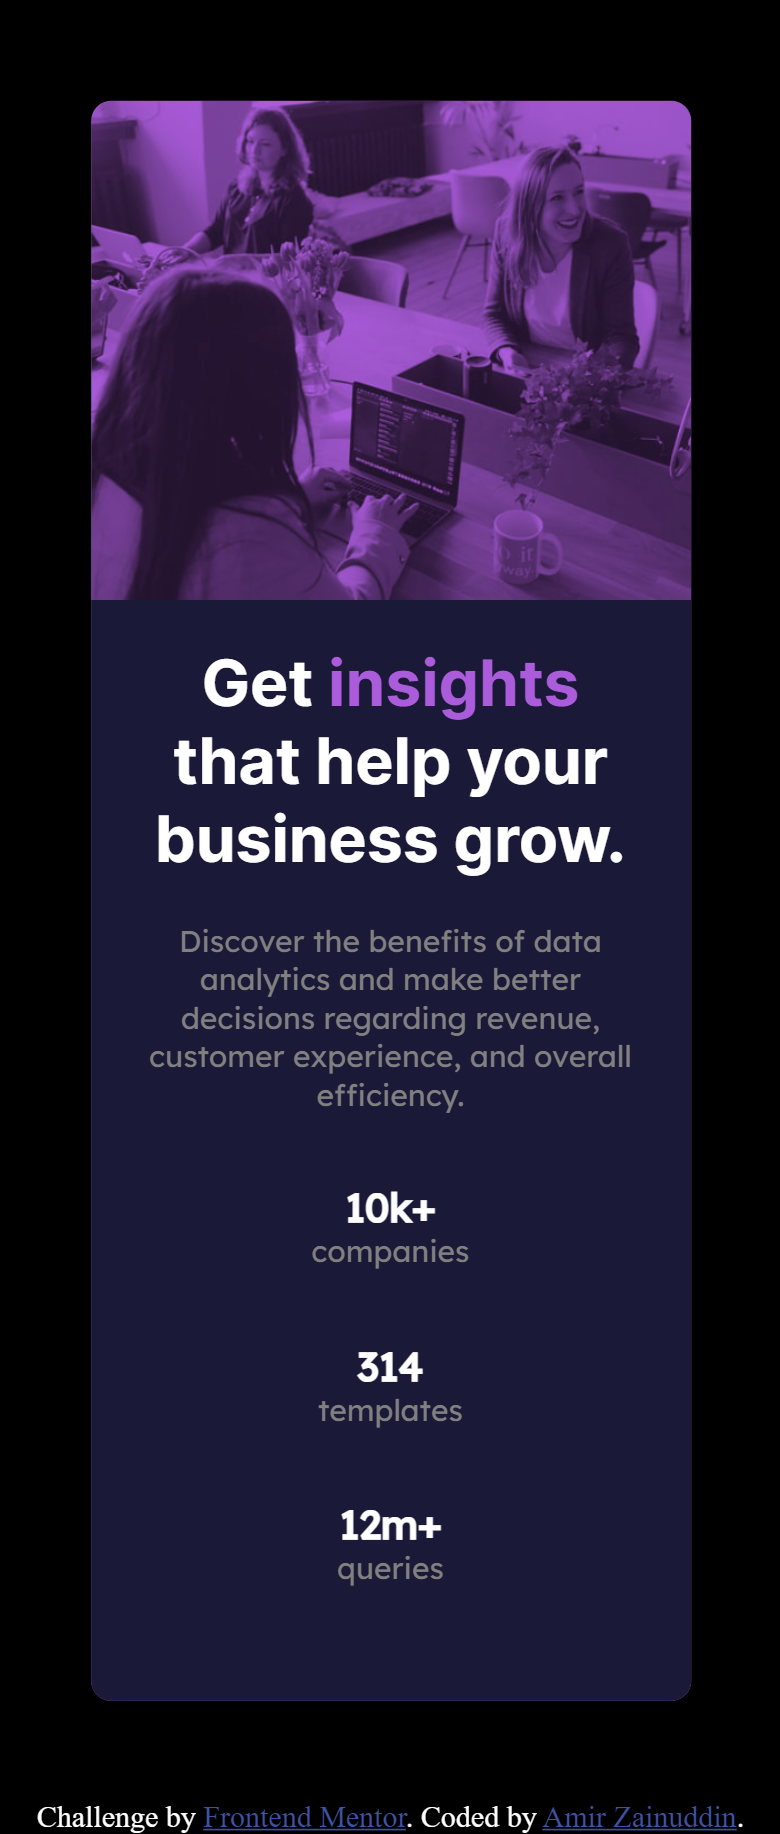 Get insights
that help your
business grow.
Discover the benefits of data
analytics and make better
decisions regarding revenue,
customer experience, and overall
efficiency.
10k+
companies
314
templates
12m+
queries
Challenge by Frontend Mentor. Coded by Amir Zainuddin.